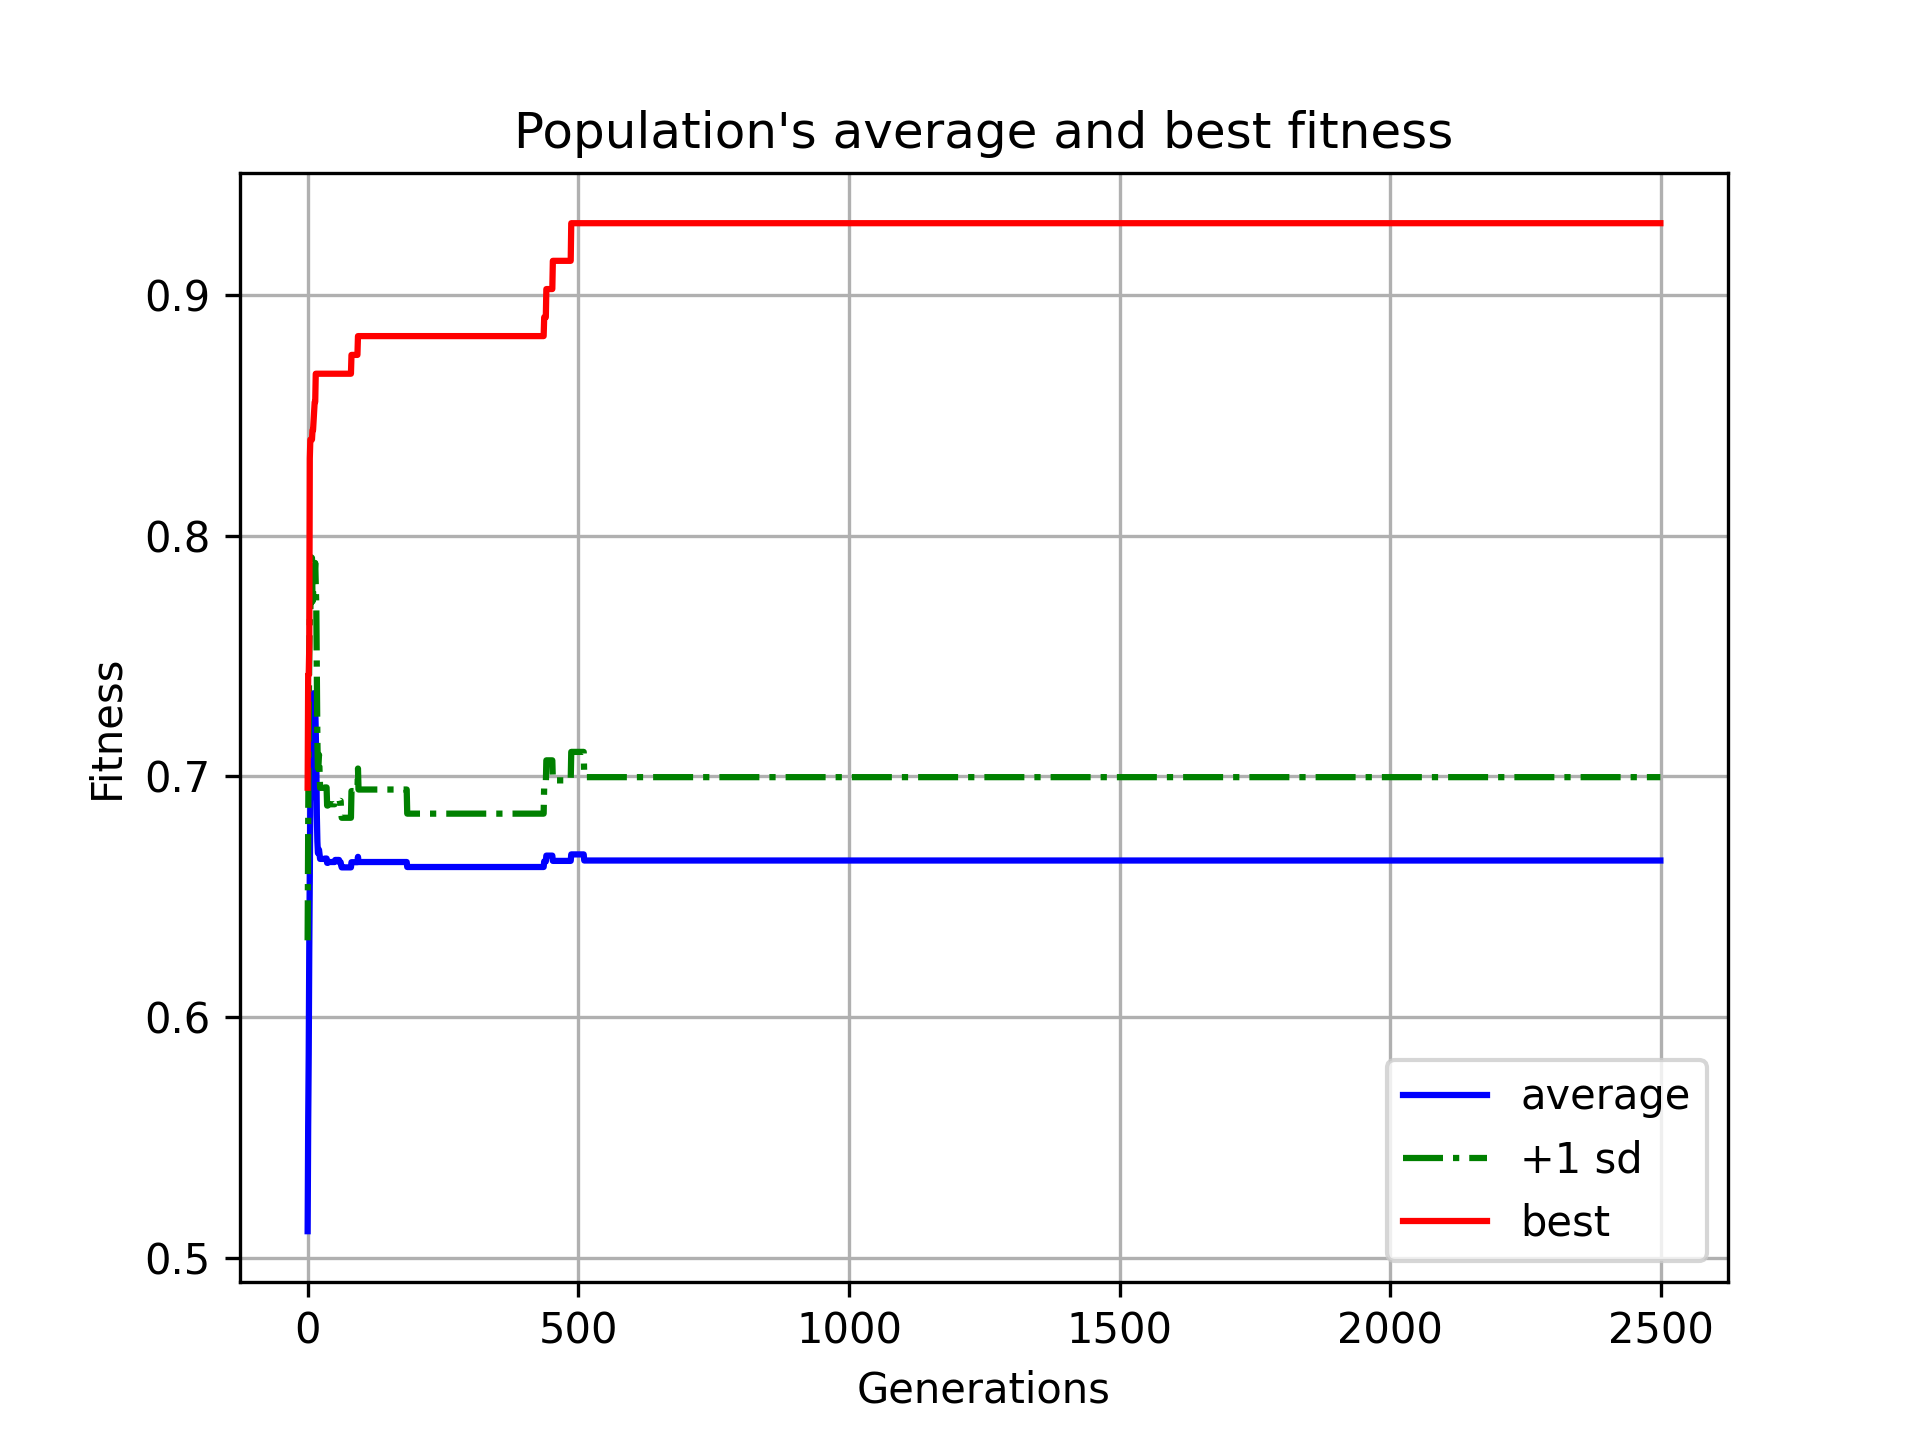 Population's average and best fitness
Fitness
0.9
0.8
0.7
0.6
0.5
0 500 1000 1500 2000 2500
Generations
average
+1 sd
best